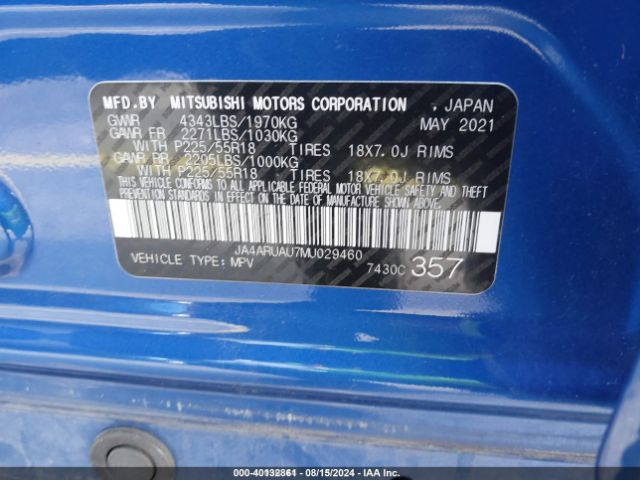 MFD.BY MITSUBISHI MOTORS CORPORATION . JAPAN
GVWR 4343LBS/1970KG MAY 2021
GAWR FR 2271LBS/1030KG
WITH P225/55R18 TIRES 18X7.0J RIMS
GAWR RR 2205LBS/1000KG
WITH P225/55R18 TIRES 18X7.0J RIMS
THIS VEHICLE CONFORMS TO ALL APPLICABLE FEDERAL MOTOR VEHICLE SAFETY AND THEFT
PREVENTION STANDARDS IN EFFECT ON THE DATE OF MANUFACTURE SHOWN ABOVE.
JA4ARUAU7MU029460
VEHICLE TYPE: MPV 7430C 357
000-40132861 - 08/15/2024 - IAA Inc.